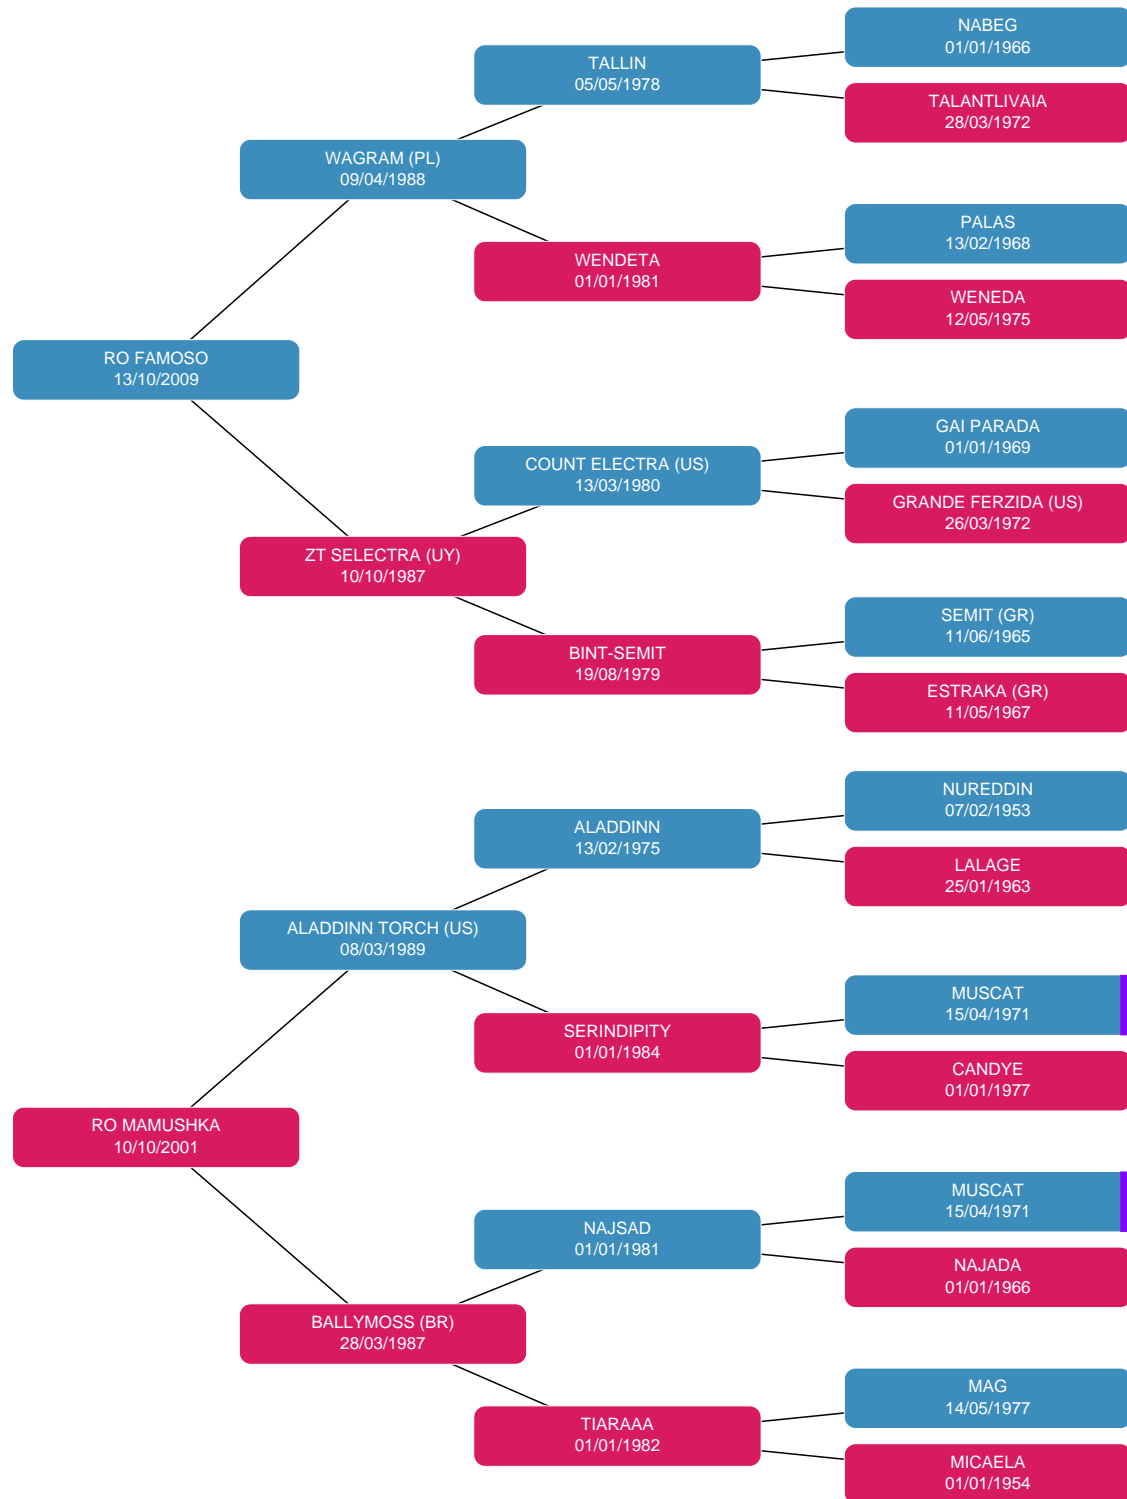 NABEG
01/01/1966
TALLIN
05/05/1978
TALANTLIVAIA
28/03/1972
WAGRAM (PL)
09/04/1988
PALAS
13/02/1968
WENDETA
01/01/1981
WENEDA
12/05/1975
RO FAMOSO
13/10/2009
GAI PARADA
01/01/1969
COUNT ELECTRA (US)
13/03/1980
GRANDE FERZIDA (US)
26/03/1972
ZT SELECTRA (UY)
10/10/1987
SEMIT (GR)
11/06/1965
BINT-SEMIT
19/08/1979
ESTRAKA (GR)
11/05/1967
NUREDDIN
07/02/1953
ALADDINN
13/02/1975
LALAGE
25/01/1963
ALADDINN TORCH (US)
08/03/1989
MUSCAT
15/04/1971
SERINDIPITY
01/01/1984
CANDYE
01/01/1977
RO MAMUSHKA
10/10/2001
MUSCAT
15/04/1971
NAJSAD
01/01/1981
NAJADA
01/01/1966
BALLYMOSS (BR)
28/03/1987
MAG
14/05/1977
TIARAAA
01/01/1982
MICAELA
01/01/1954